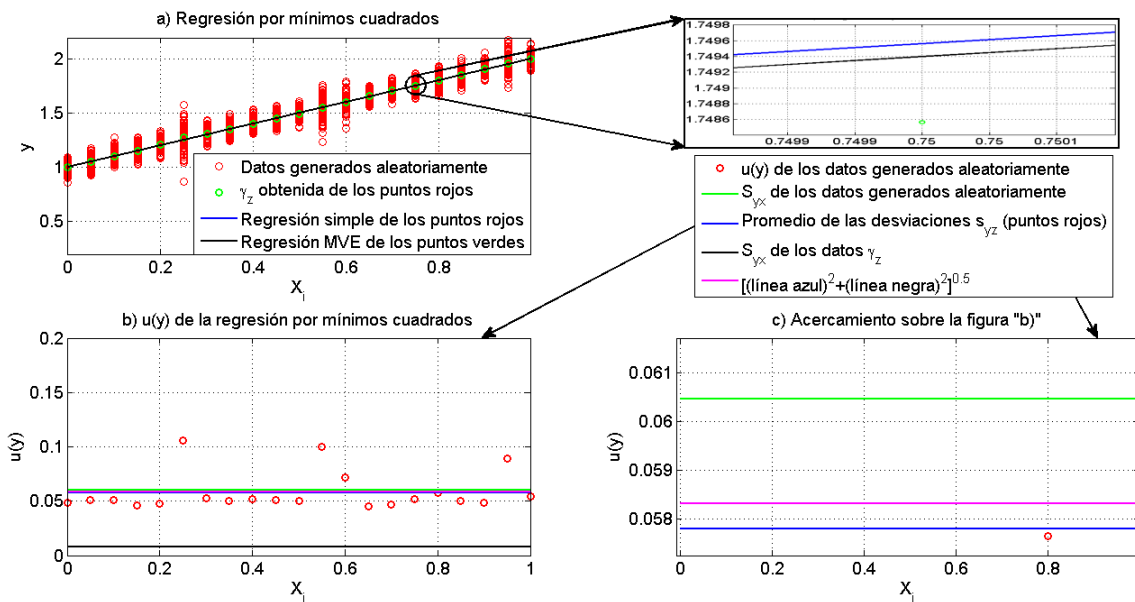 a) Regresión por mínimos cuadrados
y
2
1.5
1
0.5
0 0.2 0.4 0.6 0.8 1
X_i
Datos generados aleatoriamente
γ_z obtenida de los puntos rojos
Regresión simple de los puntos rojos
Regresión MVE de los puntos verdes
1.7498
1.7496
1.7494
1.7492
1.749
1.7488
1.7486
0.7499 0.7499 0.75 0.75 0.7501
u(y) de los datos generados aleatoriamente
S_yx de los datos generados aleatoriamente
Promedio de las desviaciones s_yz (puntos rojos)
S_yx de los datos γ_z
[(línea azul)^2+(línea negra)^2]^0.5
b) u(y) de la regresión por mínimos cuadrados
u(y)
0.2
0.15
0.1
0.05
0
0 0.2 0.4 0.6 0.8 1
X_i
c) Acercamiento sobre la figura "b)"
u(y)
0.061
0.06
0.059
0.058
0 0.2 0.4 0.6 0.8
X_i